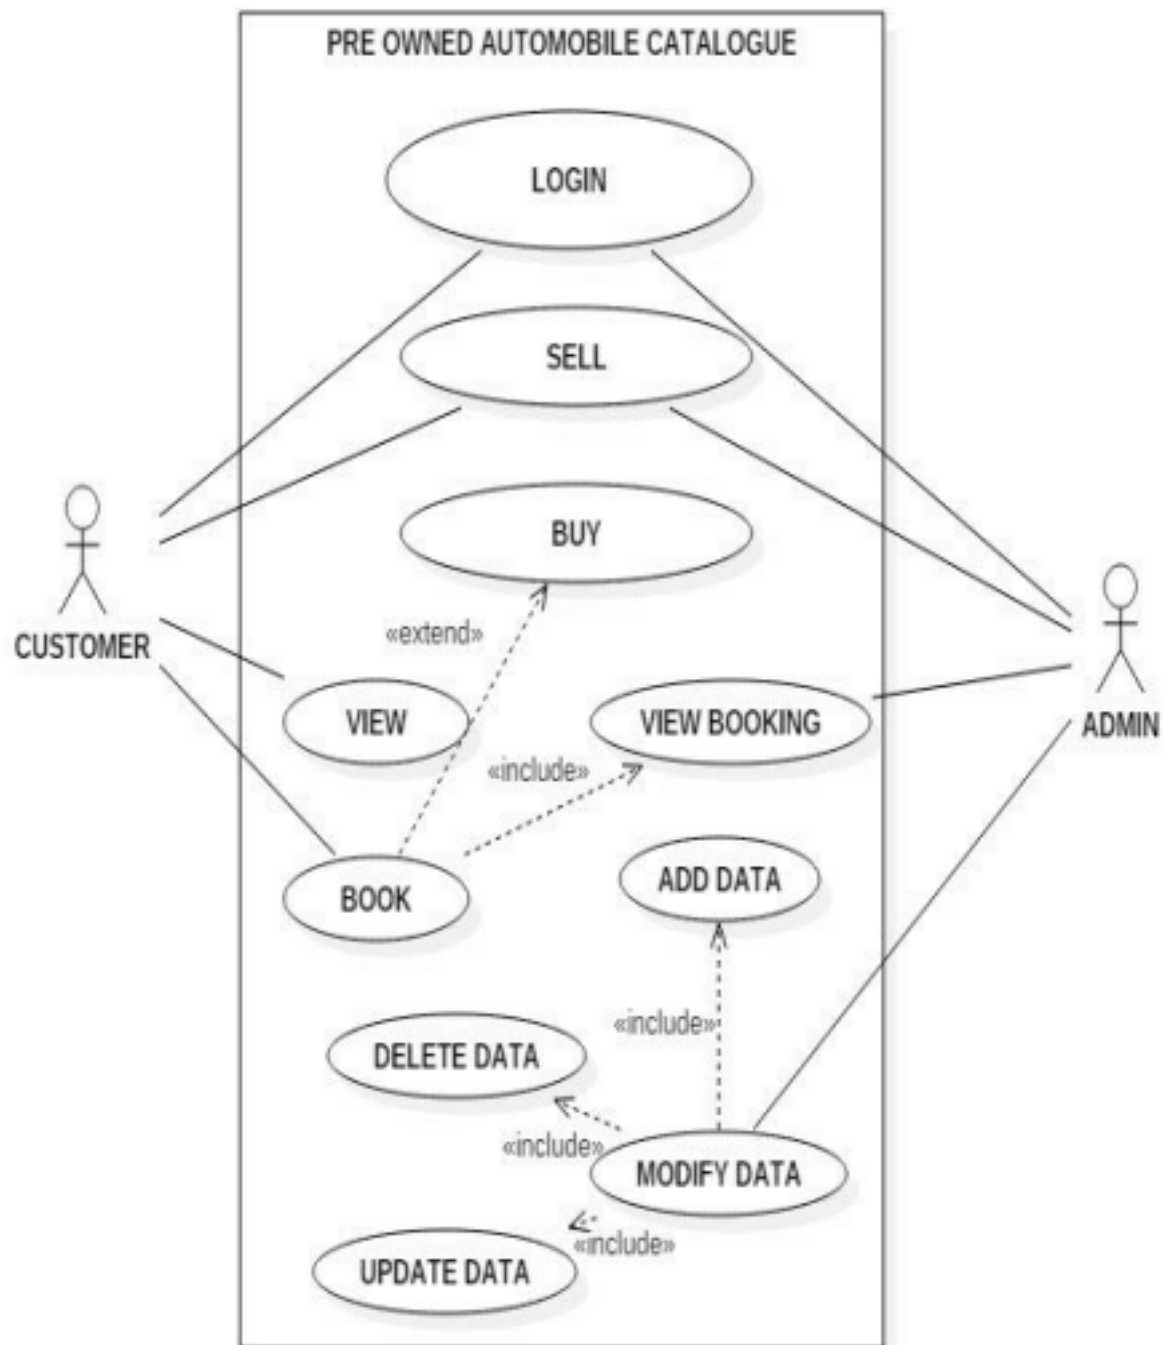 PRE OWNED AUTOMOBILE CATALOGUE
LOGIN
SELL
BUY
«extend»
CUSTOMER
VIEW
VIEW BOOKING
ADMIN
«include»
ADD DATA
BOOK
«include»
DELETE DATA
«include»
MODIFY DATA
«include»
UPDATE DATA